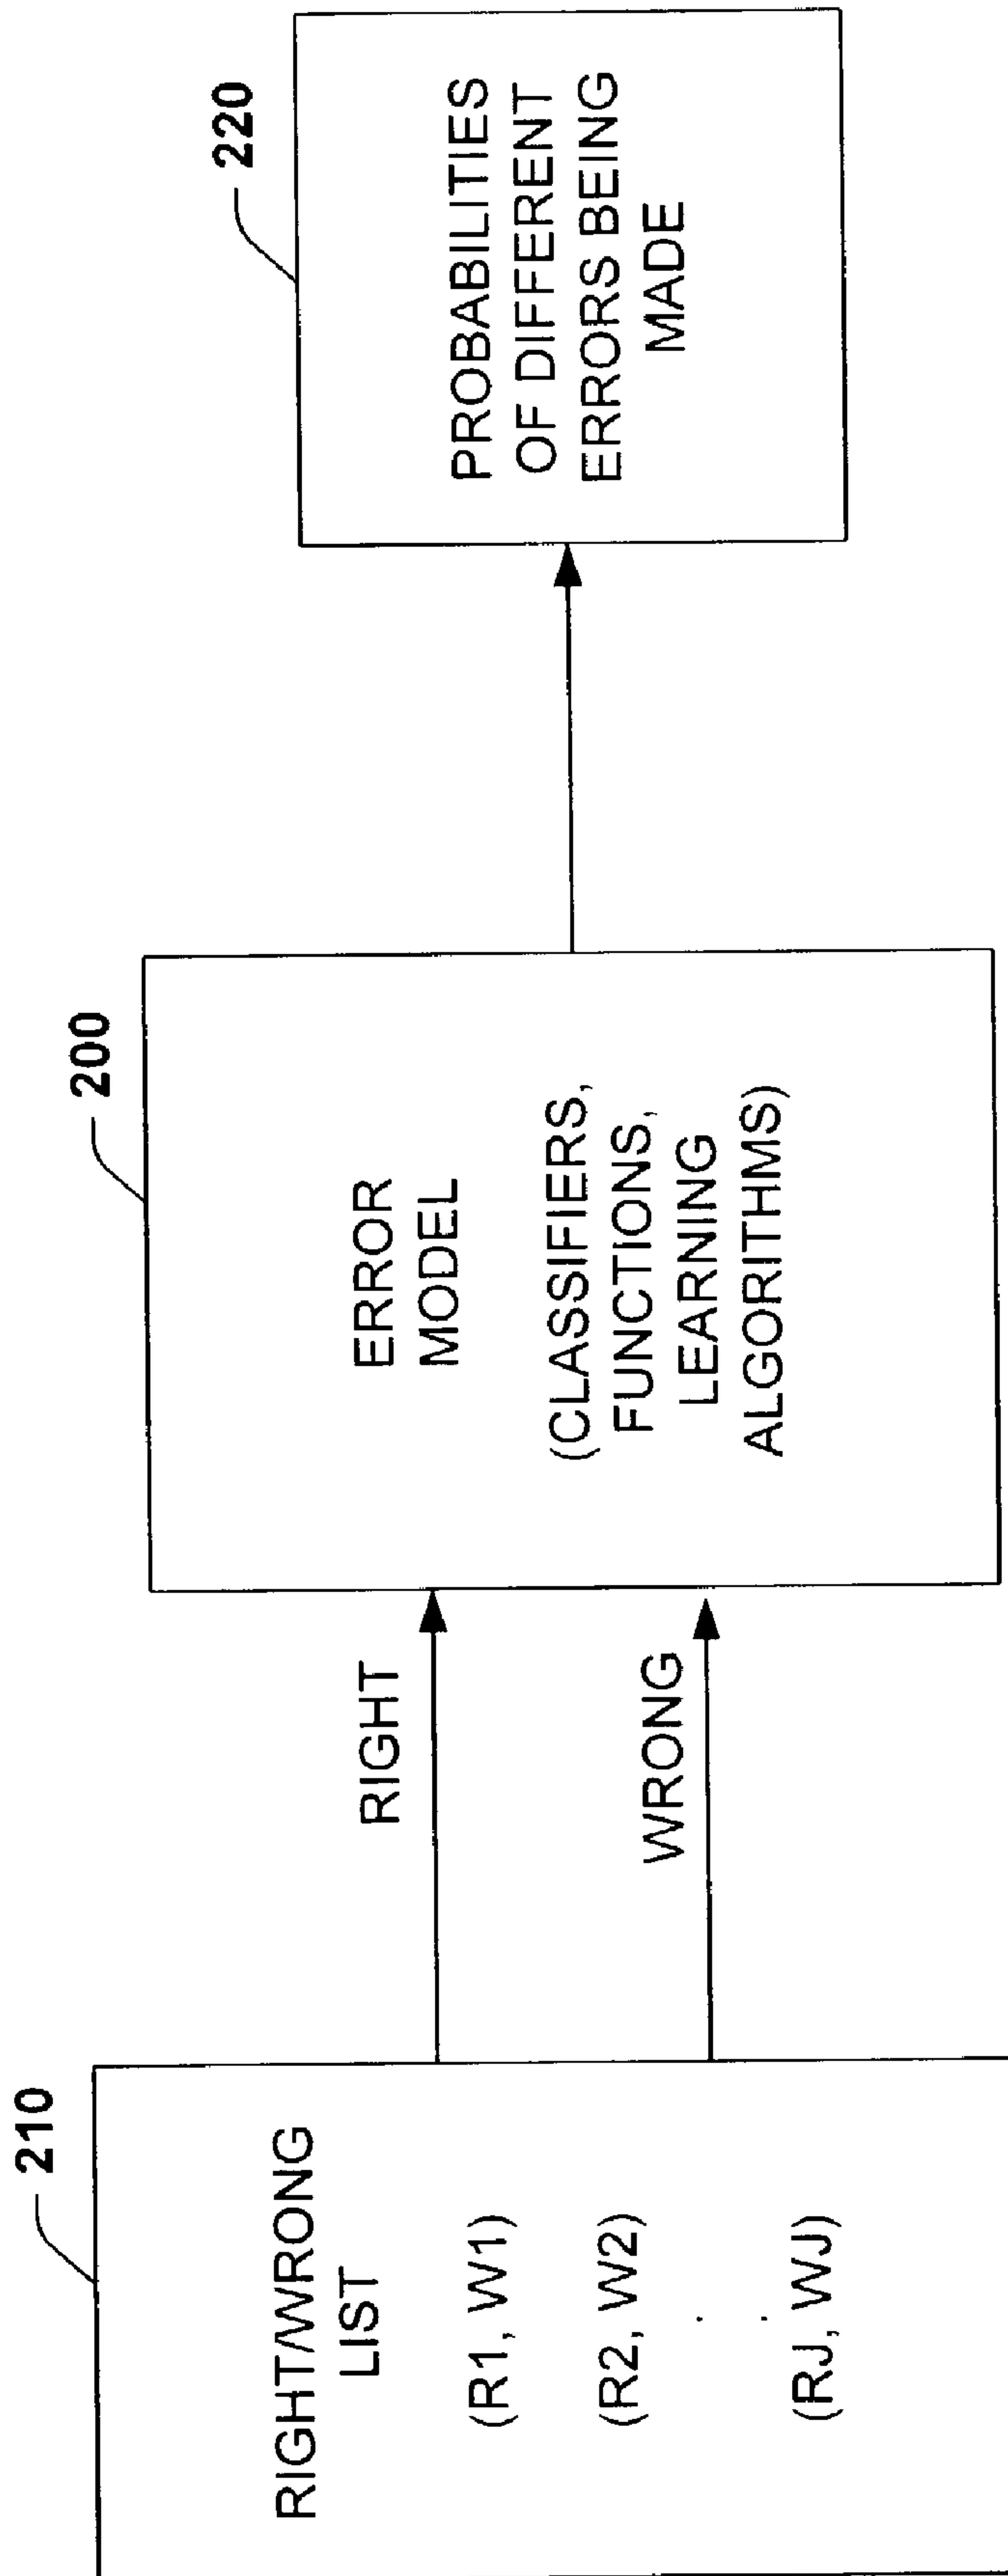 210
RIGHT/WRONG
LIST
(R1, W1)
(R2, W2)
.
.
(RJ, WJ)
RIGHT
WRONG
200
ERROR
MODEL
(CLASSIFIERS,
FUNCTIONS,
LEARNING
ALGORITHMS)
220
PROBABILITIES
OF DIFFERENT
ERRORS BEING
MADE